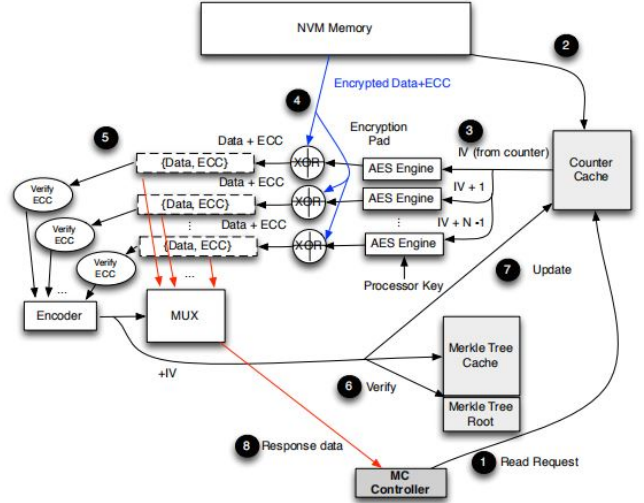 NVM Memory
2
Encrypted Data+ECC
4
Encryption
Pad
3
IV (from counter)
5
Data + ECC
{Data, ECC}
XOR
AES Engine
Counter
Cache
Verify
ECC
Data + ECC
IV + 1
{Data, ECC}
XOR
AES Engine
Verify
ECC
⋮
Data + ECC
⋮
IV + N -1
{Data, ECC}
XOR
AES Engine
Verify
ECC
...
...
Processor Key
7
Update
Encoder
MUX
+IV
Merkle Tree
Cache
6
Verify
Merkle Tree
Root
8
Response data
1
Read Request
MC
Controller